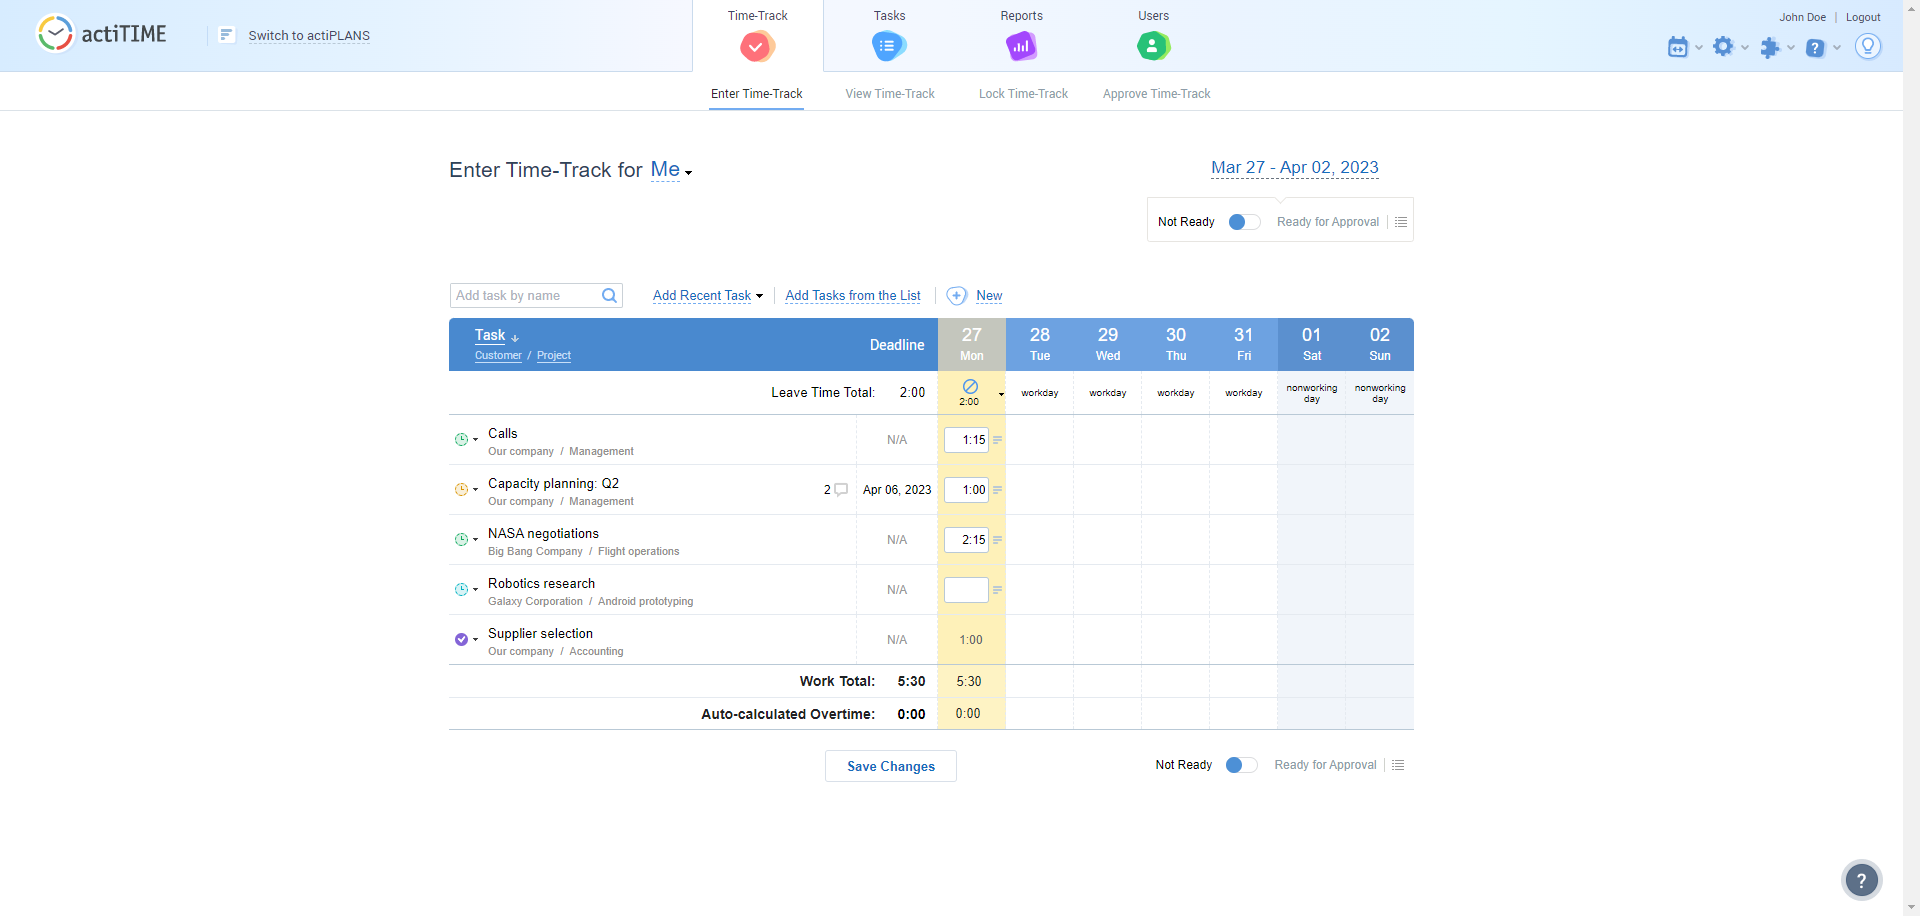 actiTIME
Switch to actiPLANS
Time-Track
Tasks
Reports
Users
John Doe | Logout
Enter Time-Track
View Time-Track
Lock Time-Track
Approve Time-Track
Enter Time-Track for Me
Mar 27 - Apr 02, 2023
Not Ready
Ready for Approval
Add task by name
Add Recent Task
Add Tasks from the List
New
Task
Customer / Project
Deadline
27 Mon
28 Tue
29 Wed
30 Thu
31 Fri
01 Sat
02 Sun
Leave Time Total: 2:00
2:00
workday
workday
workday
workday
nonworking day
nonworking day
Calls
Our company / Management
N/A
1:15
Capacity planning: Q2
Our company / Management
2
Apr 06, 2023
1:00
NASA negotiations
Big Bang Company / Flight operations
N/A
2:15
Robotics research
Galaxy Corporation / Android prototyping
N/A
Supplier selection
Our company / Accounting
N/A
1:00
Work Total: 5:30
5:30
Auto-calculated Overtime: 0:00
0:00
Save Changes
Not Ready
Ready for Approval
?